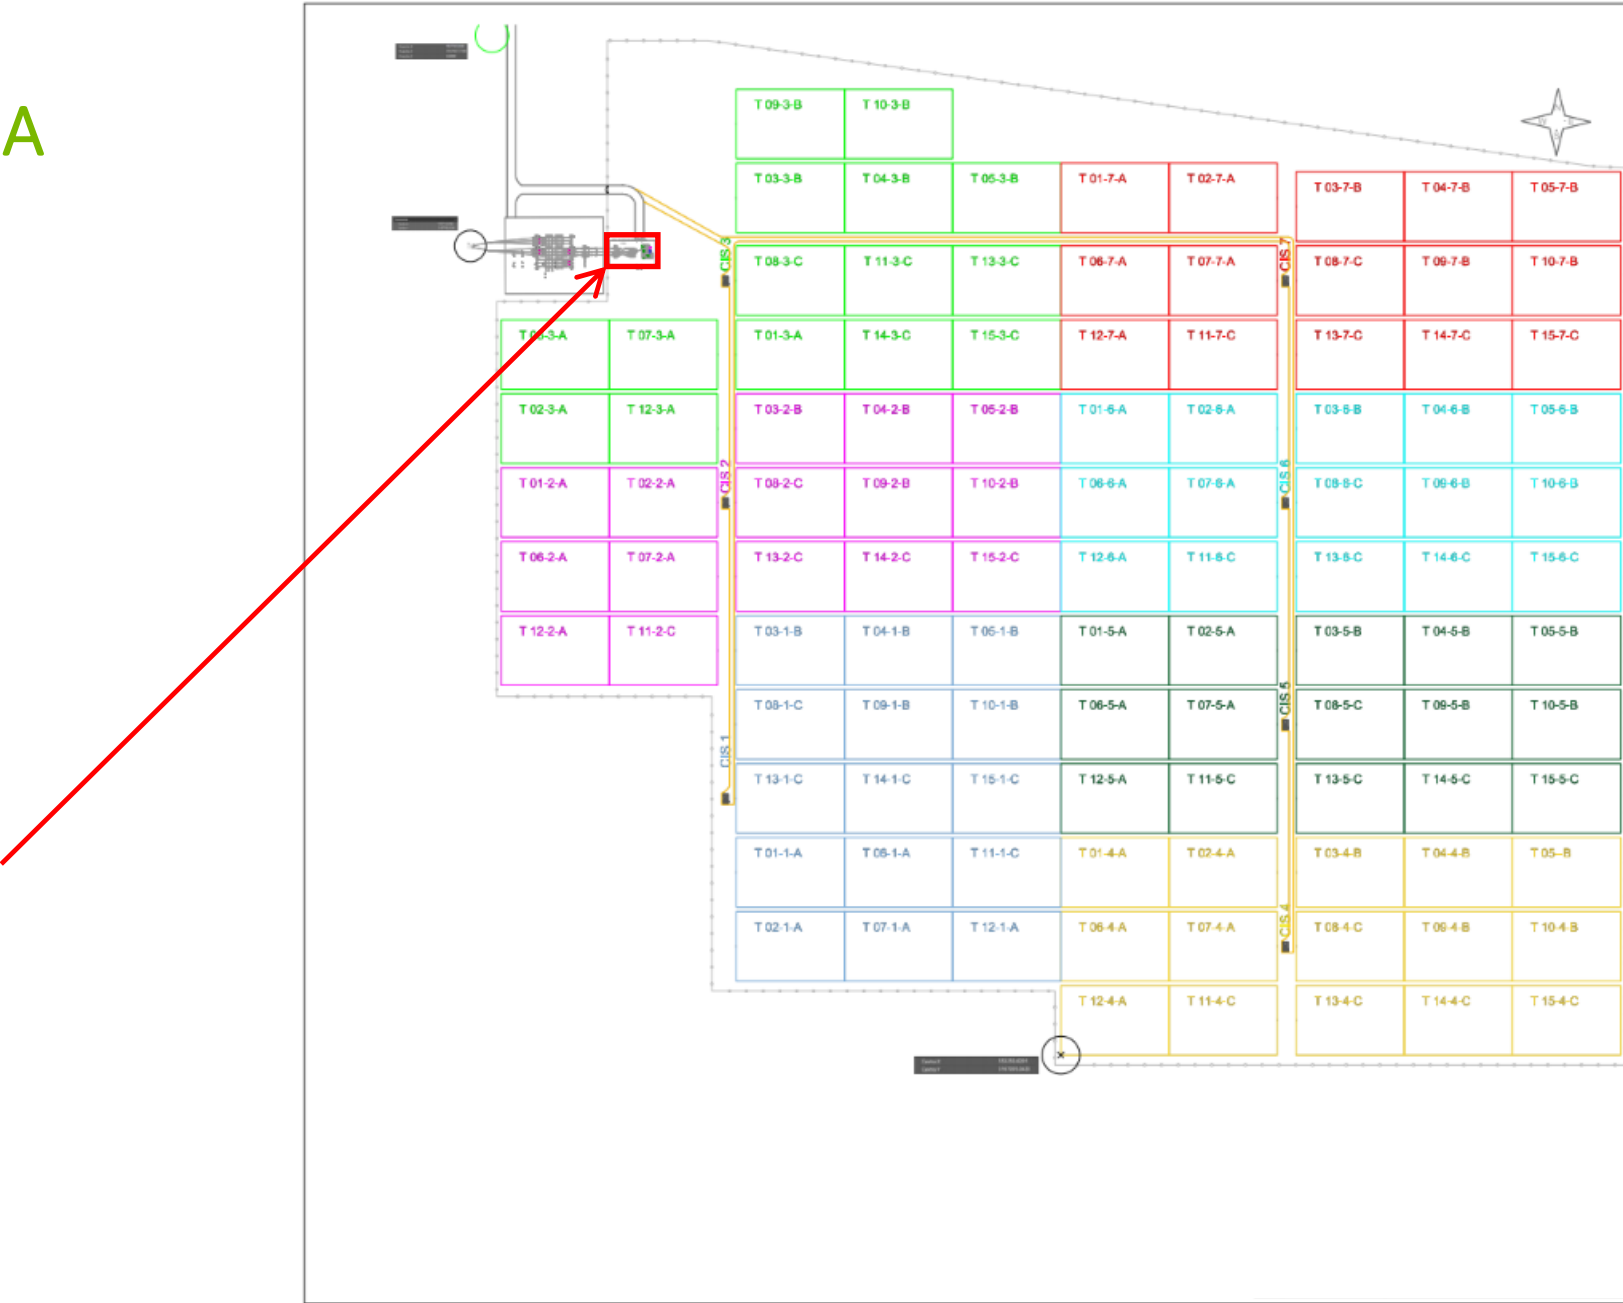 A
T 09-3-B T 10-3-B
T 03-3-B T 04-3-B T 05-3-B T 01-7-A T 02-7-A T 03-7-B T 04-7-B T 05-7-B
CIS 3 CIS 7
T 08-3-C T 11-3-C T 13-3-C T 06-7-A T 07-7-A T 08-7-C T 09-7-B T 10-7-B
T 07-3-A T 01-3-A T 14-3-C T 15-3-C T 12-7-A T 11-7-C T 13-7-C T 14-7-C T 15-7-C
T 02-3-A T 12-3-A T 03-2-B T 04-2-B T 05-2-B T 01-6-A T 02-6-A T 03-6-B T 04-6-B T 05-6-B
CIS 2 CIS 6
T 01-2-A T 02-2-A T 08-2-C T 09-2-B T 10-2-B T 06-6-A T 07-6-A T 08-6-C T 09-6-B T 10-6-B
T 06-2-A T 07-2-A T 13-2-C T 14-2-C T 15-2-C T 12-6-A T 11-6-C T 13-6-C T 14-6-C T 15-6-C
T 12-2-A T 11-2-C T 03-1-B T 04-1-B T 05-1-B T 01-5-A T 02-5-A T 03-5-B T 04-5-B T 05-5-B
CIS 5
T 08-1-C T 09-1-B T 10-1-B T 06-5-A T 07-5-A T 08-5-C T 09-5-B T 10-5-B
CIS 1
T 13-1-C T 14-1-C T 15-1-C T 12-5-A T 11-5-C T 13-5-C T 14-5-C T 15-5-C
T 01-1-A T 06-1-A T 11-1-C T 01-4-A T 02-4-A T 03-4-B T 04-4-B T 05--B
CIS 4
T 02-1-A T 07-1-A T 12-1-A T 06-4-A T 07-4-A T 08-4-C T 09-4-B T 10-4-B
T 12-4-A T 11-4-C T 13-4-C T 14-4-C T 15-4-C